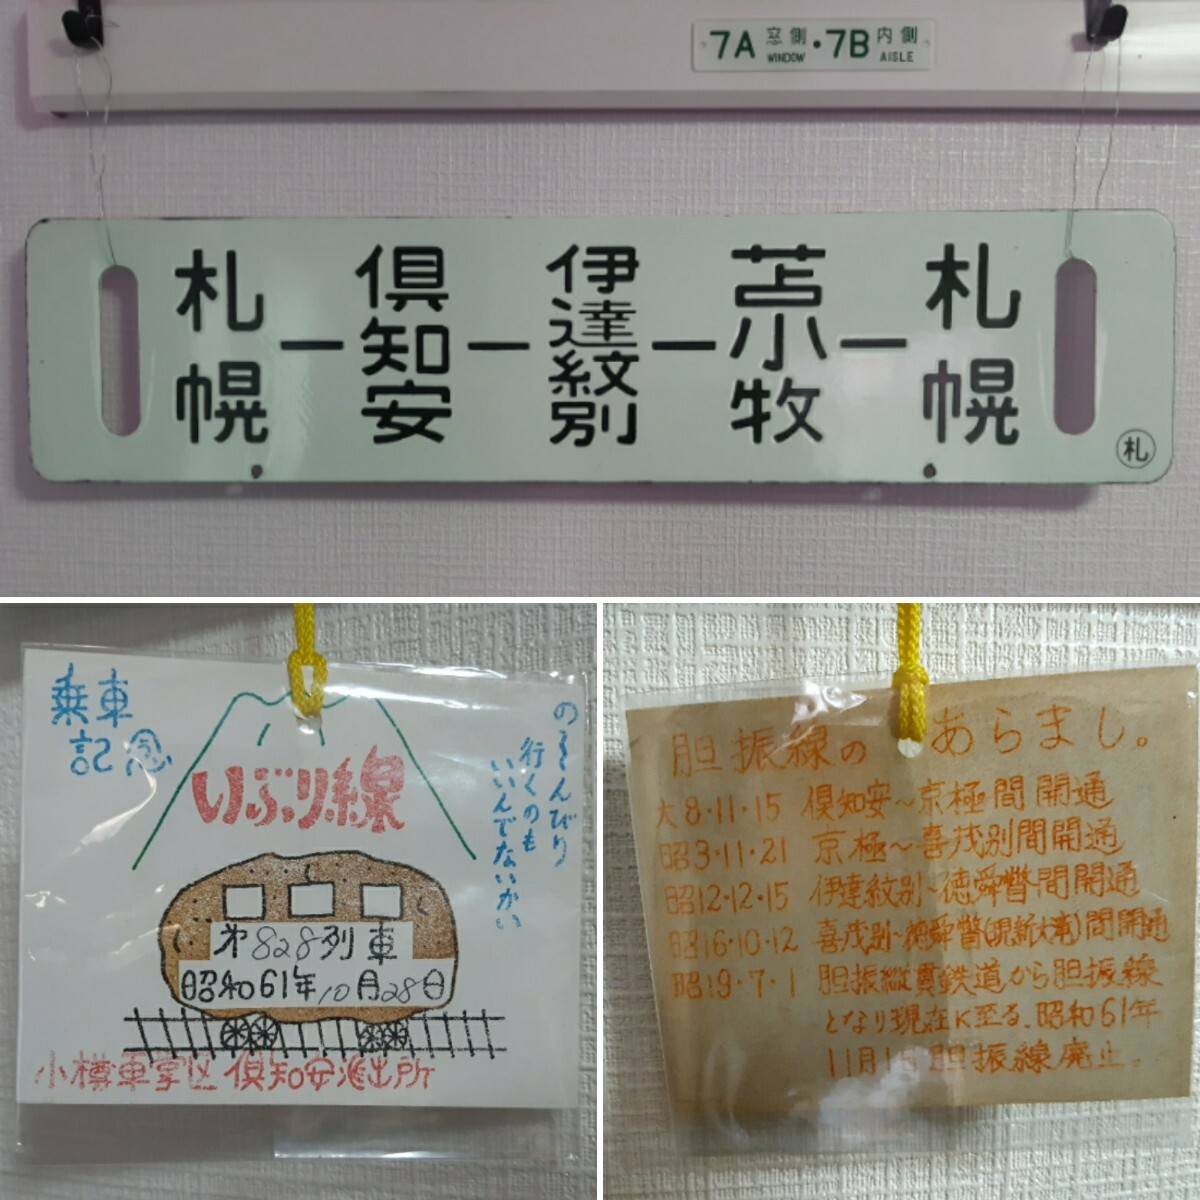 7A 窓側 WINDOW ・7B 内側 AISLE
札幌―倶知安―伊達紋別―苫小牧―札幌
札
乗車
記念
いぶり線
の〜んびり
行くのも
いいんでないかい
第828列車
昭和61年10月28日
小樽車掌区 倶知安派出所
胆振線の あらまし。
大8・11・15 倶知安〜京極間開通
昭3・11・21 京極〜喜茂別間開通
昭12・12・15 伊達紋別〜徳舜瞥間開通
昭16・10・12 喜茂別〜徳舜瞥(現新大滝)間開通
昭19・7・1 胆振縦貫鉄道から胆振線
となり現在に至る、昭和61年
11月1日胆振線廃止。